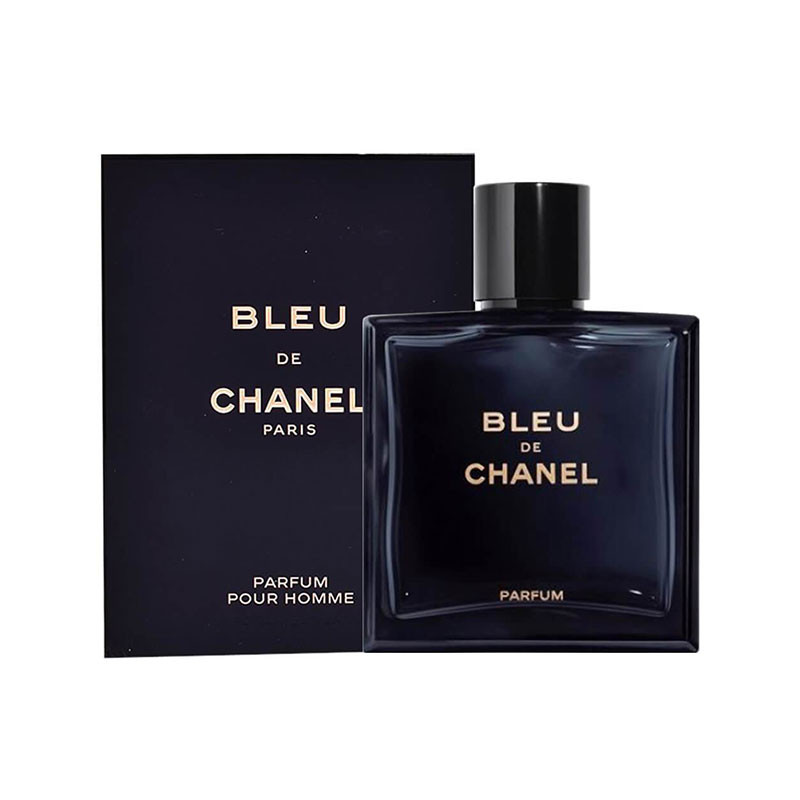 BLEU
DE
CHANEL
PARIS
PARFUM
POUR HOMME
BLEU
DE
CHANEL
PARFUM